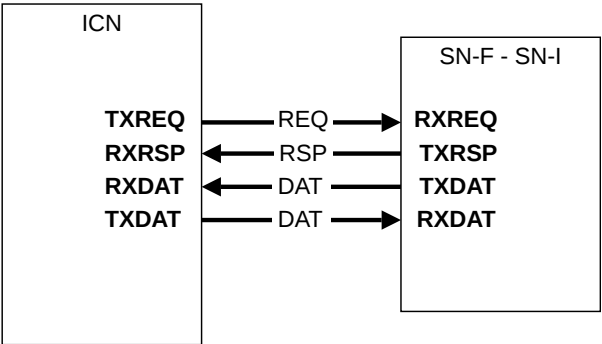 ICN
SN-F - SN-I
TXREQ REQ RXREQ
RXRSP RSP TXRSP
RXDAT DAT TXDAT
TXDAT DAT RXDAT